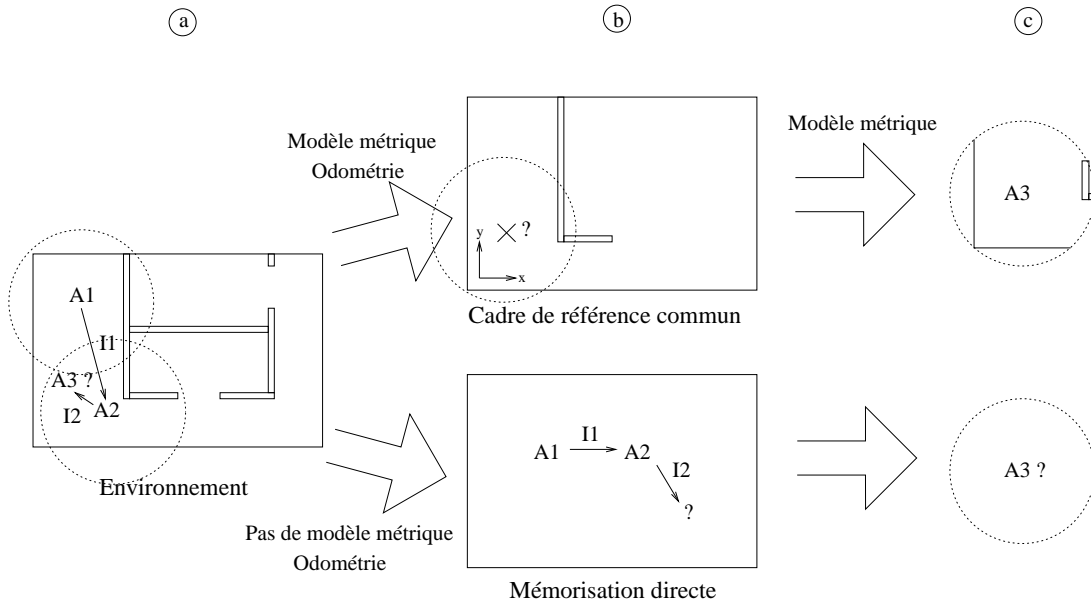 a
b
c
Modèle métrique
Odométrie
Modèle métrique
A1
I1
A3 ?
A2
I2
Environnement
?
y
x
Cadre de référence commun
A3
Pas de modèle métrique
Odométrie
A1
I1
A2
I2
?
Mémorisation directe
A3 ?